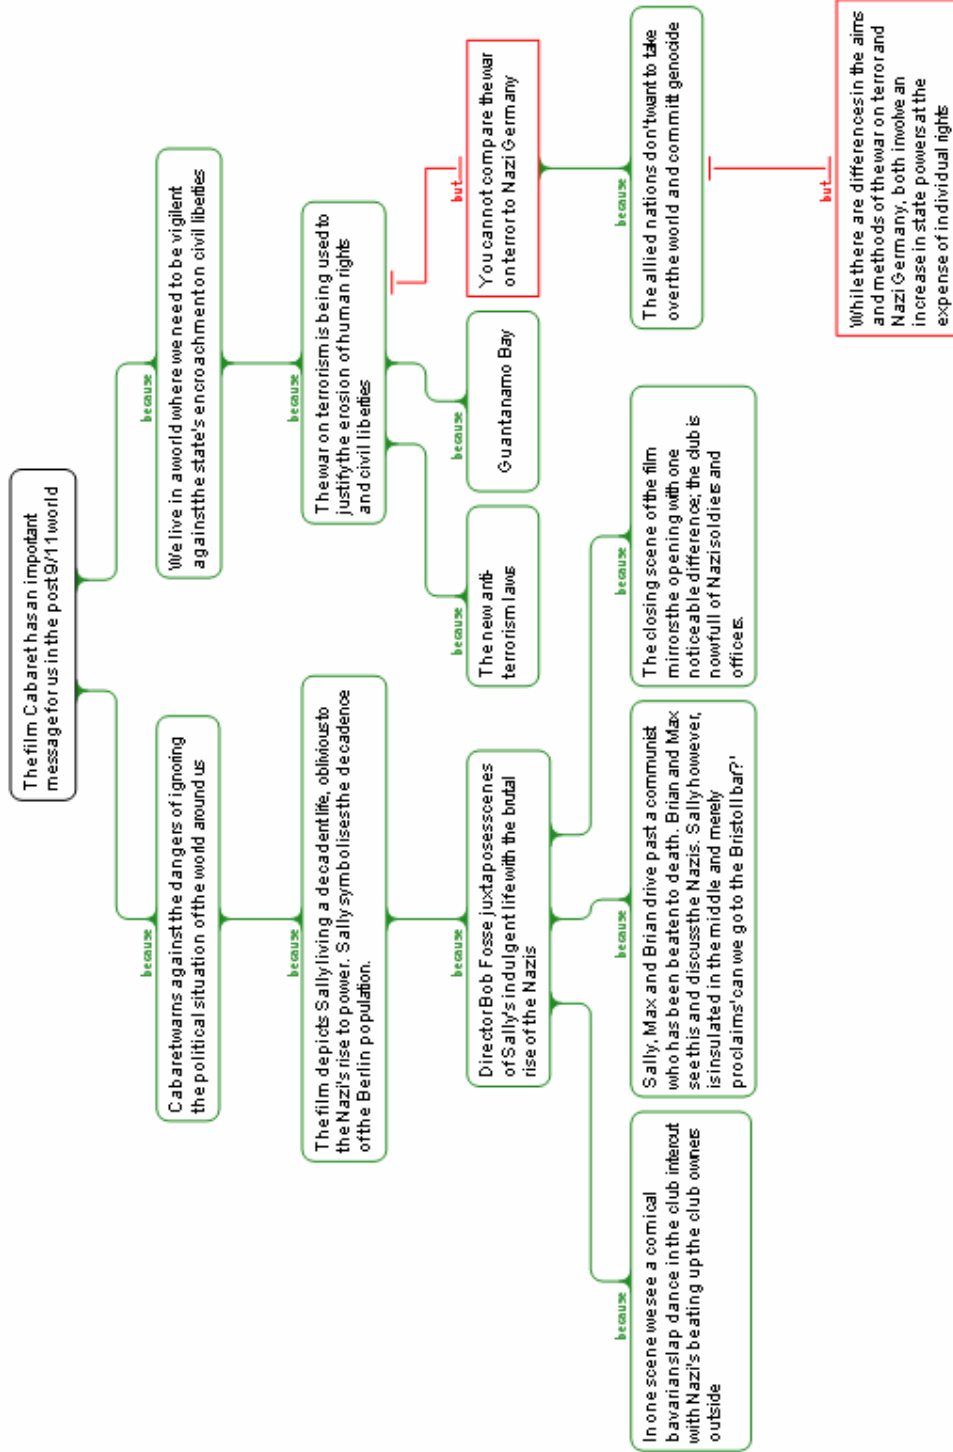 The film Cabaret has an important
message for us in the post 9/11 world
because
Cabaret warns against the dangers of ignoring
the political situation of the world around us
because
We live in a world where we need to be vigilent
against the state's encroachment on civil liberties
because
The film depicts Sally living a decadent life, oblivious to
the Nazi's rise to power. Sally symbolises the decadence
of the Berlin population.
because
The war on terrorism is being used to
justify the erosion of human rights
and civil liberties
because
Director Bob Fosse juxtaposes scenes
of Sally's indulgent life with the brutal
rise of the Nazis
because
The new anti-
terrorism laws
because
Guantanamo Bay
but
You cannot compare the war
on terror to Nazi Germany
because
In one scene we see a comical
bavarian slap dance in the club intercut
with Nazi's beating up the club owners
outside
because
Sally, Max and Brian drive past a communist
who has been beaten to death. Brian and Max
see this and discuss the Nazis. Sally however,
is insulated in the middle and merely
proclaims 'can we go to the Bristoll bar?'
because
The closing scene of the film
mirrors the opening with one
noticeable difference; the club is
now full of Nazi soldiers and
officers.
because
The allied nations don't want to take
over the world and committ genocide
but
While there are differences in the aims
and methods of the war on terror and
Nazi Germany, both involve an
increase in state powers at the
expense of individual rights